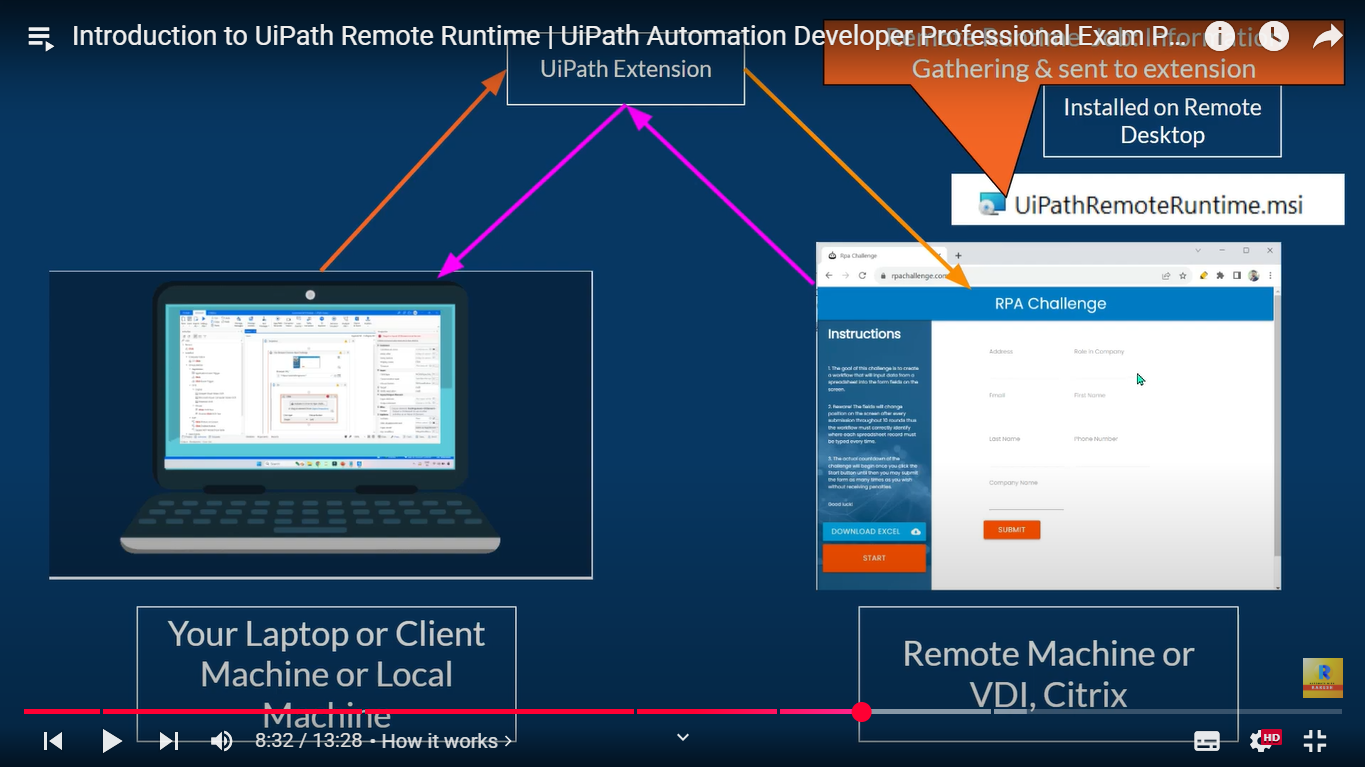 Introduction to UiPath Remote Runtime | UiPath Automation Developer Professional Exam P...
UiPath Extension
Gathering & sent to extension
Installed on Remote
Desktop
UiPathRemoteRuntime.msi
Rpa Challenge
rpachallenge.com
RPA Challenge
Instructions
1. The goal of this challenge is to create
a workflow that will input data from a
spreadsheet into the form fields on the
screen.
2. Beware! The fields will change
position on the screen after every
submission throughout 10 rounds thus
the workflow must correctly identify
where each spreadsheet record must
be typed every time.
3. The actual countdown of the
challenge will begin once you click the
Start button until then you may submit
the form as many times as you wish
without receiving penalties.
Good luck!
DOWNLOAD EXCEL
START
Address
Role in Company
Email
First Name
Last Name
Phone Number
Company Name
SUBMIT
Your Laptop or Client
Machine or Local
Machine
Remote Machine or
VDI, Citrix
8:32 / 13:28 • How it works ›
HD